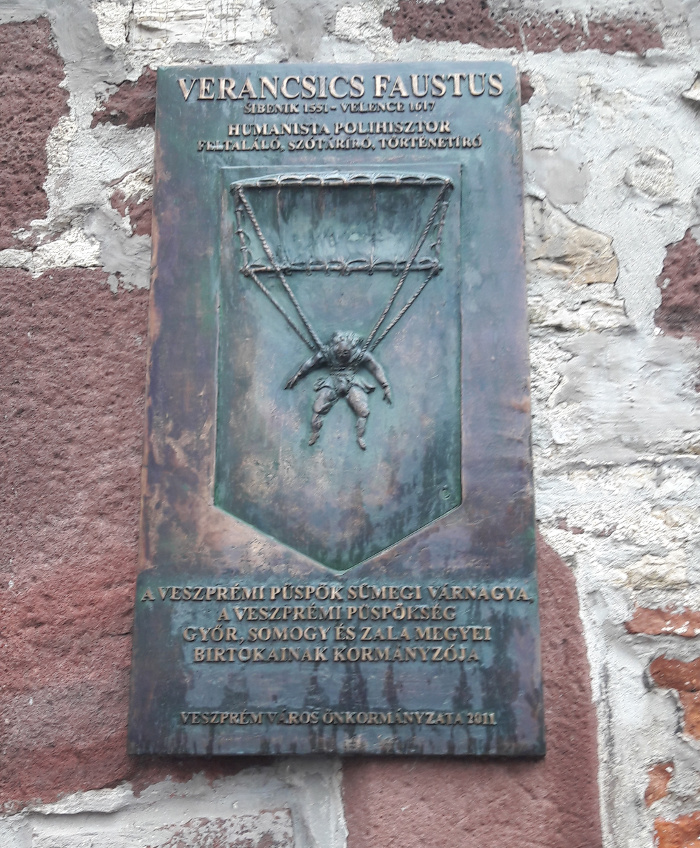 VERANCSICS FAUSTUS
ŠIBENIK 1551 - VELENCE 1617
HUMANISTA POLIHISZTOR
FELTALÁLÓ, SZÓTÁRÍRÓ, TÖRTÉNETÍRÓ
A VESZPRÉMI PÜSPÖK SÜMEGI VÁRNAGYA,
A VESZPRÉMI PÜSPÖKSÉG
GYŐR, SOMOGY ÉS ZALA MEGYEI
BIRTOKAINAK KORMÁNYZÓJA
VESZPRÉM VÁROS ÖNKORMÁNYZATA 2011